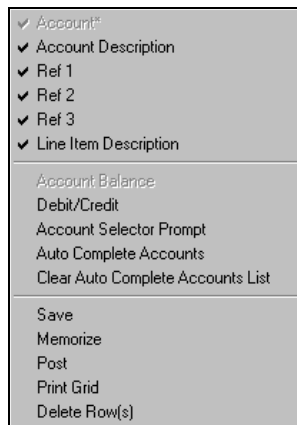 Account*
Account Description
Ref 1
Ref 2
Ref 3
Line Item Description
Account Balance
Debit/Credit
Account Selector Prompt
Auto Complete Accounts
Clear Auto Complete Accounts List
Save
Memorize
Post
Print Grid
Delete Row(s)